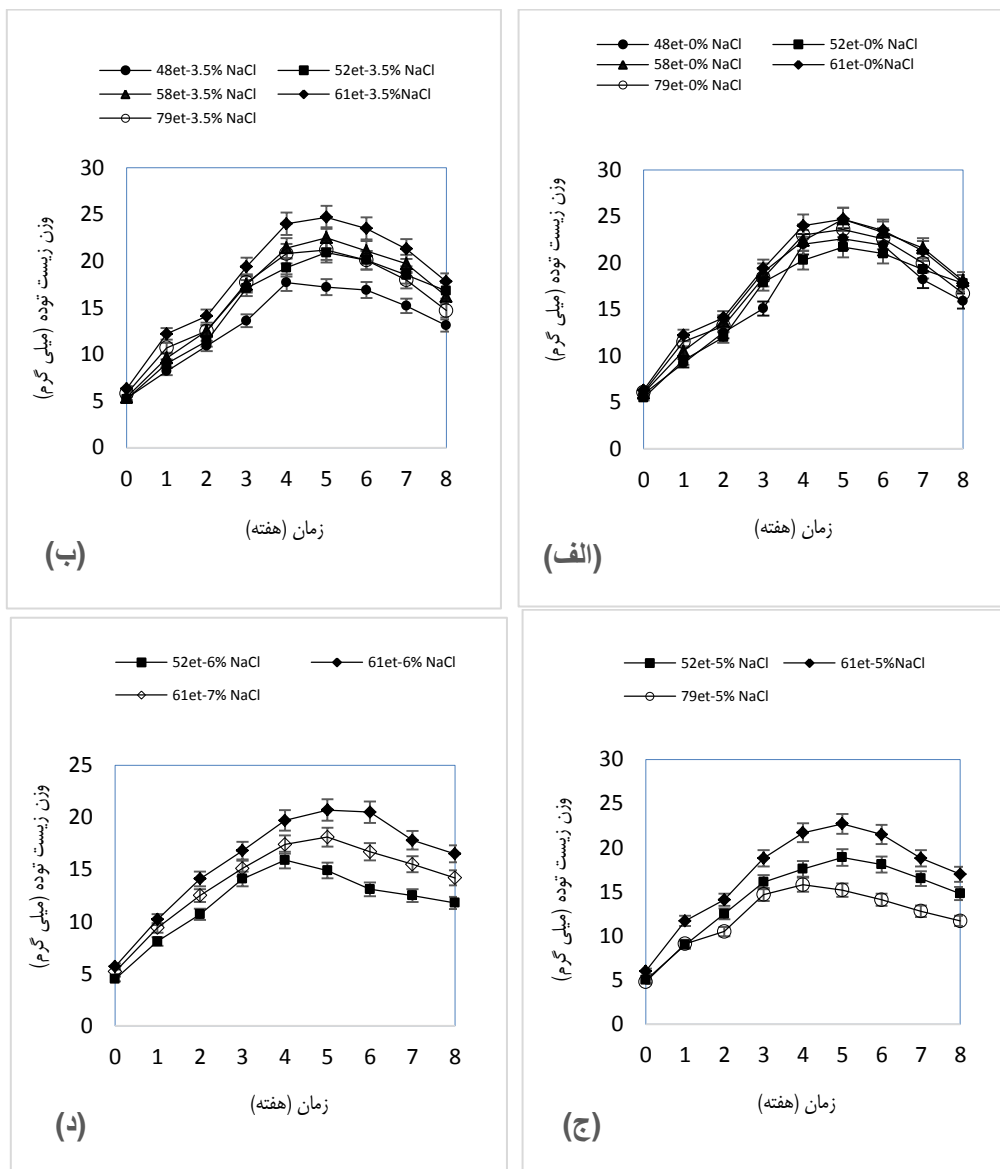 48et-3.5% NaCl 52et-3.5% NaCl
58et-3.5% NaCl 61et-3.5%NaCl
79et-3.5% NaCl
وزن زیست توده (میلی گرم)
30
25
20
15
10
5
0
0 1 2 3 4 5 6 7 8
زمان (هفته)
(ب)
48et-0% NaCl 52et-0% NaCl
58et-0% NaCl 61et-0%NaCl
79et-0% NaCl
وزن زیست توده (میلی گرم)
30
25
20
15
10
5
0
0 1 2 3 4 5 6 7 8
زمان (هفته)
(الف)
52et-6% NaCl 61et-6% NaCl
61et-7% NaCl
وزن زیست توده (میلی گرم)
25
20
15
10
5
0
0 1 2 3 4 5 6 7 8
زمان (هفته)
(د)
52et-5% NaCl 61et-5%NaCl
79et-5% NaCl
وزن زیست توده (میلی گرم)
30
25
20
15
10
5
0
0 1 2 3 4 5 6 7 8
زمان (هفته)
(ج)